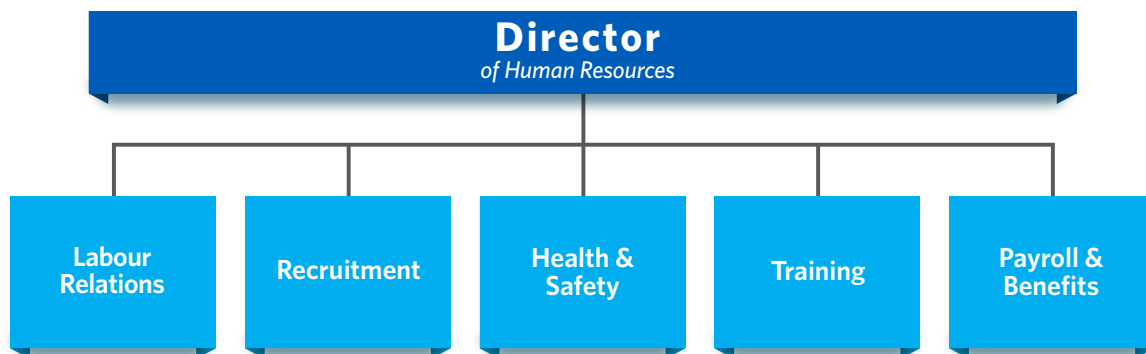 Director
of Human Resources
Labour
Relations
Recruitment
Health &
Safety
Training
Payroll &
Benefits